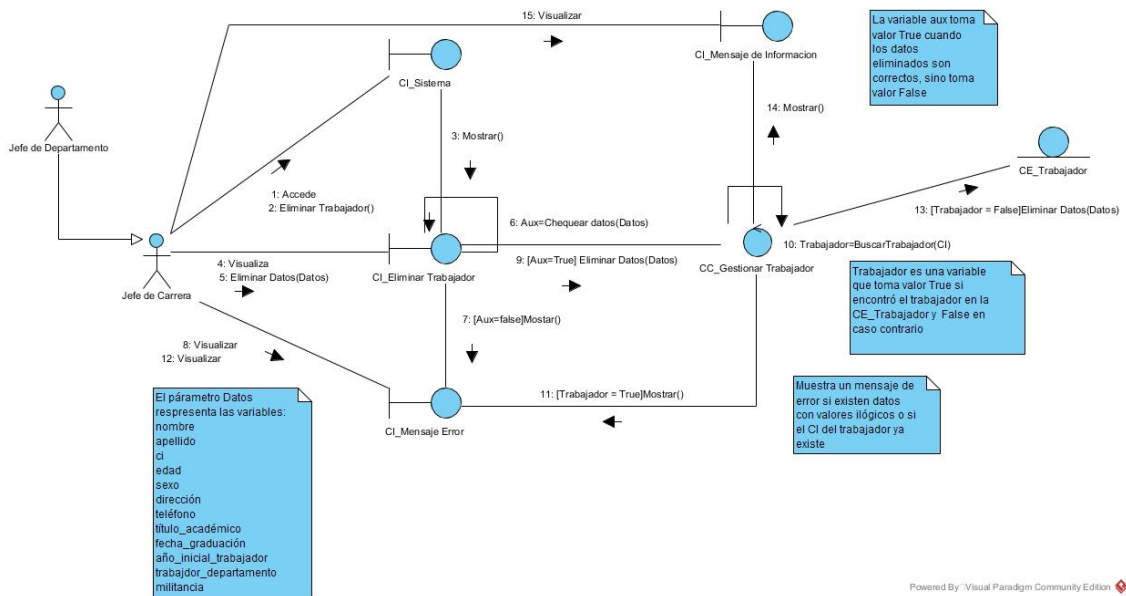 15: Visualizar
La variable aux toma
valor True cuando
los datos
eliminados son
correctos, sino toma
valor False
CI_Mensaje de Informacion
CI_Sistema
Jefe de Departamento
3: Mostrar()
14: Mostrar()
CE_Trabajador
1: Accede
2: Eliminar Trabajador()
13: [Trabajador = False]Eliminar Datos(Datos)
6: Aux=Chequear datos(Datos)
10: Trabajador=BuscarTrabajador(CI)
4: Visualiza
5: Eliminar Datos(Datos)
CI_Eliminar Trabajador
9: [Aux=True] Eliminar Datos(Datos)
CC_Gestionar Trabajador
Jefe de Carrera
Trabajador es una variable
que toma valor True si
encontró el trabajador en la
CE_Trabajador y False en
caso contrario
7: [Aux=false]Mostar()
8: Visualizar
12: Visualizar
11: [Trabajador = True]Mostrar()
CI_Mensaje Error
Muestra un mensaje de
error si existen datos
con valores ilógicos o si
el CI del trabajador ya
existe
El párametro Datos
respresenta las variables:
nombre
apellido
ci
edad
sexo
dirección
teléfono
título_académico
fecha_graduación
año_inicial_trabajador
trabajdor_departamento
militancia
Powered By Visual Paradigm Community Edition